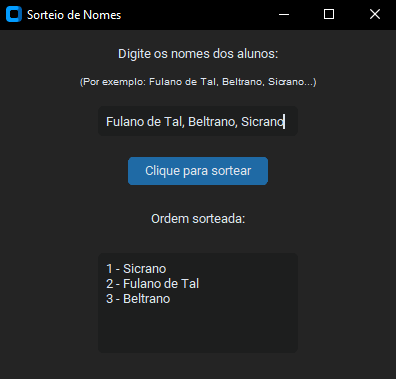 Sorteio de Nomes
Digite os nomes dos alunos:
(Por exemplo: Fulano de Tal, Beltrano, Sicrano...)
Fulano de Tal, Beltrano, Sicrano
Clique para sortear
Ordem sorteada:
1 - Sicrano
2 - Fulano de Tal
3 - Beltrano